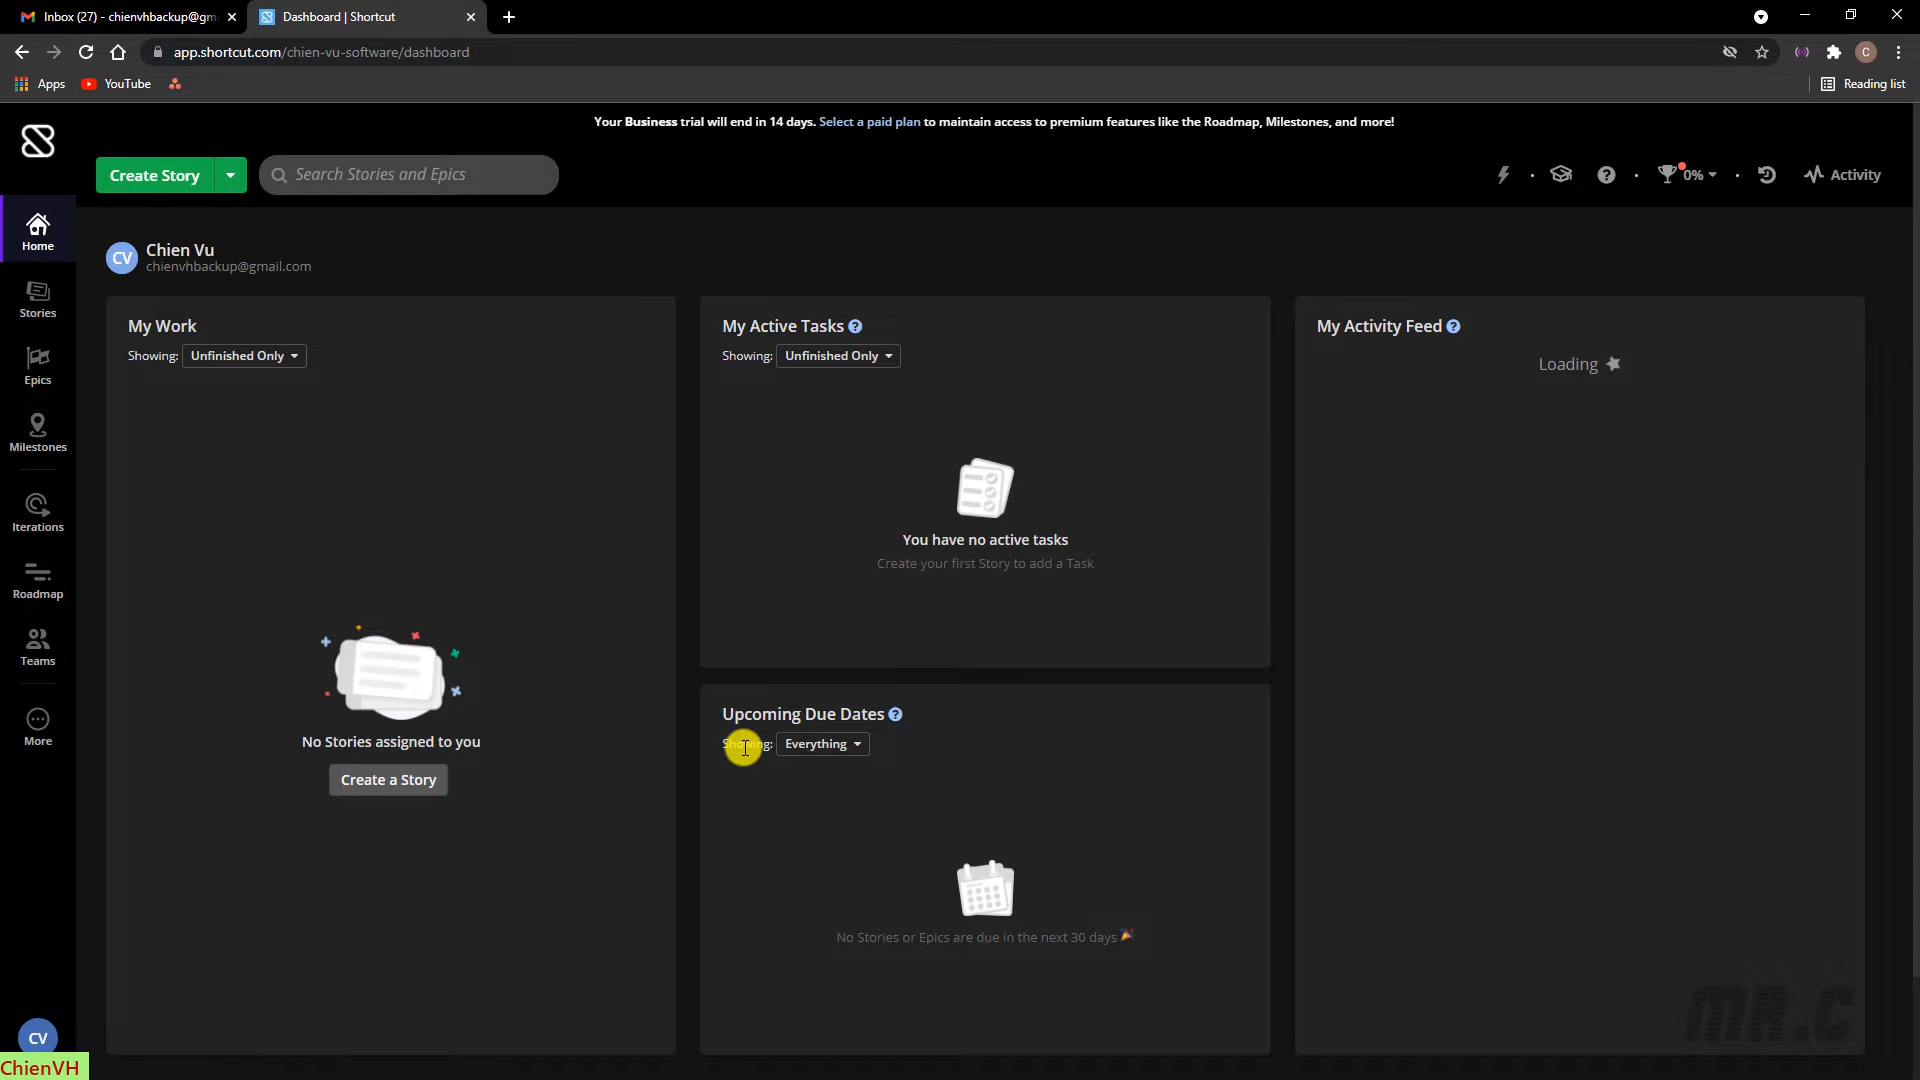 Inbox (27) - chienvhbackup@gm
Dashboard | Shortcut
app.shortcut.com/chien-vu-software/dashboard
Apps
YouTube
Reading list
Your Business trial will end in 14 days. Select a paid plan to maintain access to premium features like the Roadmap, Milestones, and more!
Create Story
Search Stories and Epics
0%
Activity
Home
Stories
Epics
Milestones
Iterations
Roadmap
Teams
More
CV
ChienVH
CV
Chien Vu
chienvhbackup@gmail.com
My Work
Showing: Unfinished Only
No Stories assigned to you
Create a Story
My Active Tasks
Showing: Unfinished Only
You have no active tasks
Create your first Story to add a Task
Upcoming Due Dates
Showing: Everything
No Stories or Epics are due in the next 30 days
My Activity Feed
Loading
MR.C